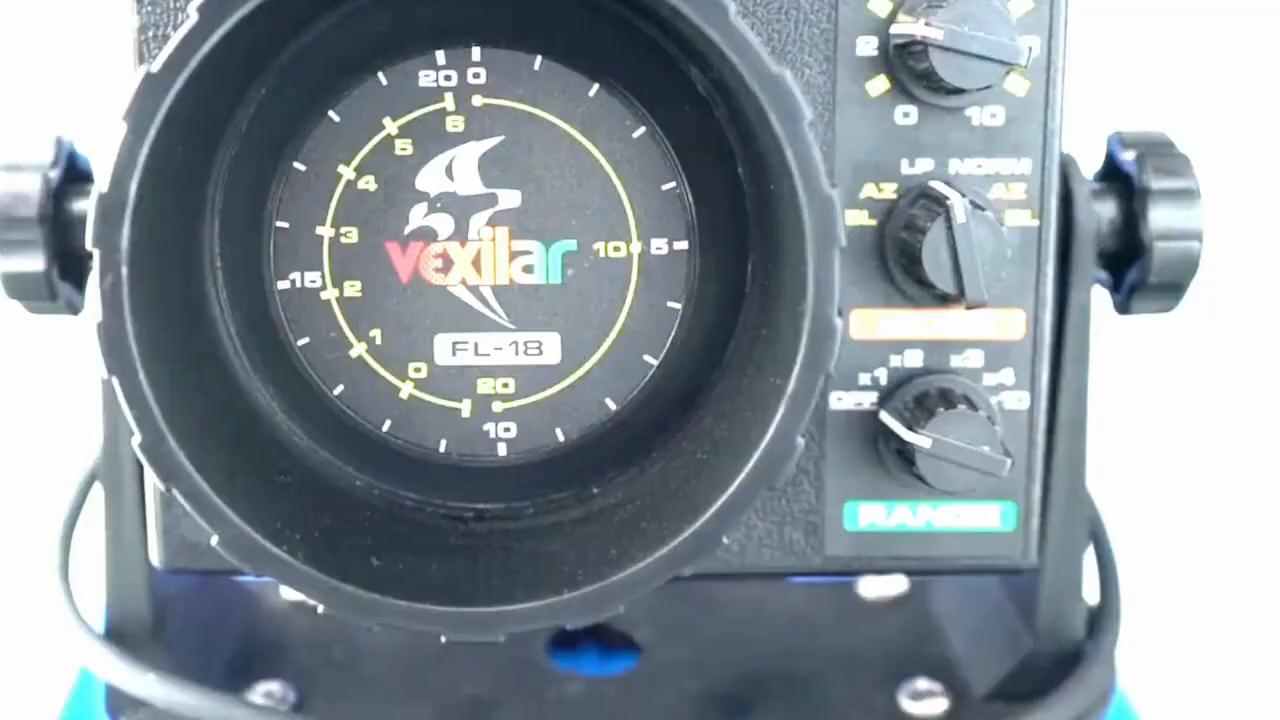 20 0
6
5
4
3
15
2
1
0
vexilar
10 5
FL-18
20
10
2
0 10
LP NORM
AZ AZ
BL BL
x1 x2 x3 x4
OFF 10
RANGE